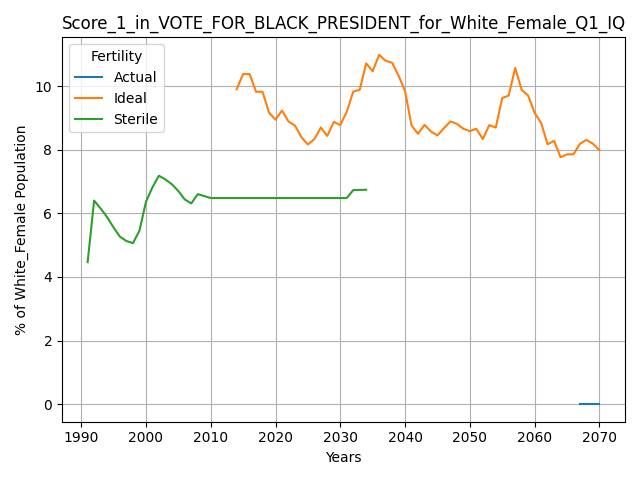 Score_1_in_VOTE_FOR_BLACK_PRESIDENT_for_White_Female_Q1_IQ
Fertility
Actual
Ideal
Sterile
% of White_Female Population
10
8
6
4
2
0
1990 2000 2010 2020 2030 2040 2050 2060 2070
Years